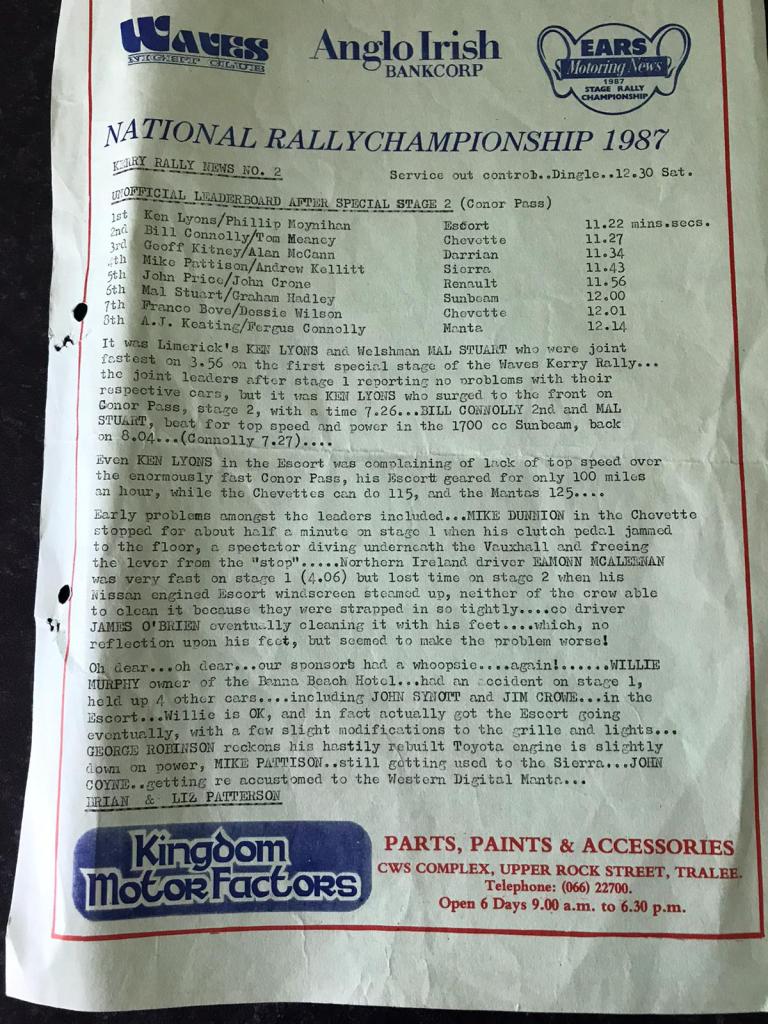 WAVES
NIGHT CLUB
Anglo Irish
BANKCORP
EARS
Motoring News
1987
STAGE RALLY
CHAMPIONSHIP
NATIONAL RALLYCHAMPIONSHIP 1987
KERRY RALLY NEWS NO. 2
Service out control..Dingle..12.30 Sat.
UNOFFICIAL LEADERBOARD AFTER SPECIAL STAGE 2 (Conor Pass)
1st Ken Lyons/Phillip Moynihan Escort 11.22 mins.secs.
2nd Bill Connolly/Tom Meaney Chevette 11.27
3rd Geoff Kitney/Alan McCann Darrian 11.34
4th Mike Pattison/Andrew Kellitt Sierra 11.43
5th John Price/John Crone Renault 11.56
6th Mal Stuart/Graham Hadley Sunbeam 12.00
7th Franco Bove/Dessie Wilson Chevette 12.01
8th A.J. Keating/Fergus Connolly Manta 12.14
It was Limerick's KEN LYONS and Welshman MAL STUART who were joint
fastest on 3.56 on the first special stage of the Waves Kerry Rally...
the joint leaders after stage 1 reporting no problems with their
respective cars, but it was KEN LYONS who surged to the front on
Conor Pass, stage 2, with a time 7.26...BILL CONNOLLY 2nd and MAL
STUART, beat for top speed and power in the 1700 cc Sunbeam, back
on 8.04...(Connolly 7.27)....
Even KEN LYONS in the Escort was complaining of lack of top speed over
the enormously fast Conor Pass, his Escort geared for only 100 miles
an hour, while the Chevettes can do 115, and the Mantas 125....
Early problems amongst the leaders included...MIKE DUNNION in the Chevette
stopped for about half a minute on stage 1 when his clutch pedal jammed
to the floor, a spectator diving underneath the Vauxhall and freeing
the lever from the "stop".....Northern Ireland driver EAMONN MCALEENAN
was very fast on stage 1 (4.06) but lost time on stage 2 when his
Nissan engined Escort windscreen steamed up, neither of the crew able
to clean it because they were strapped in so tightly....co driver
JAMES O'BRIEN eventually cleaning it with his feet....which, no
reflection upon his feet, but seemed to make the problem worse!
Oh dear...oh dear...our sponsors had a whoopsie....again!......WILLIE
MURPHY owner of the Banna Beach Hotel...had an accident on stage 1,
held up 4 other cars....including JOHN SYNOTT and JIM CROWE...in the
Escort...Willie is OK, and in fact actually got the Escort going
eventually, with a few slight modifications to the grille and lights...
GEORGE ROBINSON reckons his hastily rebuilt Toyota engine is slightly
down on power, MIKE PATTISON..still getting used to the Sierra...JOHN
COYNE..getting re accustomed to the Western Digital Manta...
BRIAN & LIZ PATTERSON
Kingdom
Motor Factors
PARTS, PAINTS & ACCESSORIES
CWS COMPLEX, UPPER ROCK STREET, TRALEE.
Telephone: (066) 22700.
Open 6 Days 9.00 a.m. to 6.30 p.m.